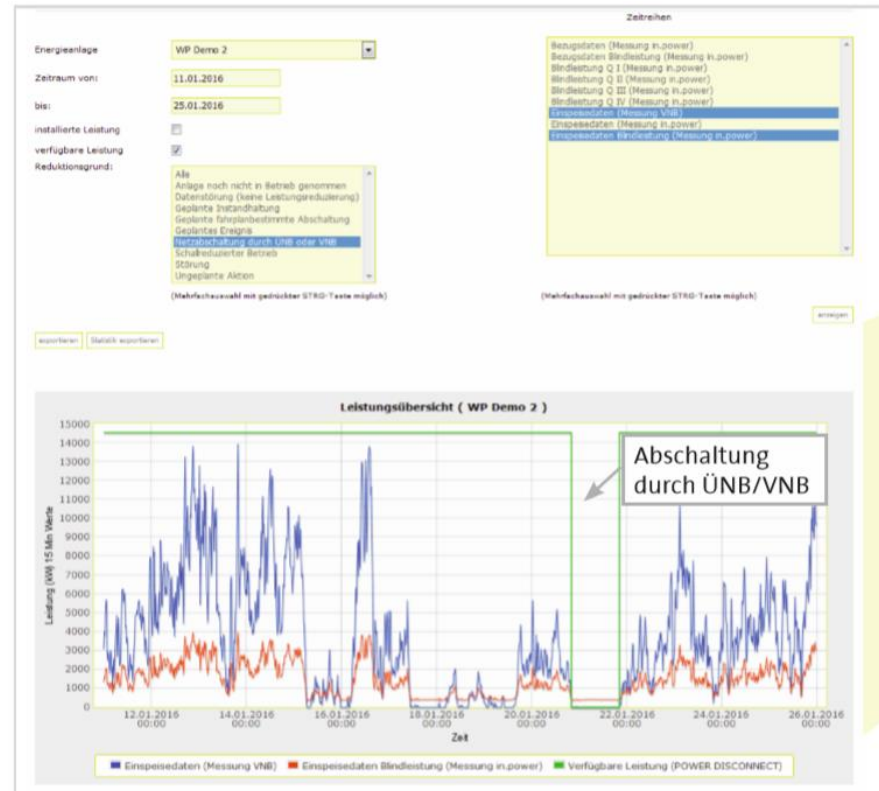 Zeitreihen
Energieanlage
WP Demo 2
Zeitraum von:
11.01.2016
bis:
25.01.2016
installierte Leistung
verfügbare Leistung
Reduktionsgrund:
Alle
Anlage noch nicht in Betrieb genommen
Datenstörung (keine Leistungsreduzierung)
Geplante Instandhaltung
Geplante fahrplanbestimmte Abschaltung
Geplantes Ereignis
Netzabschaltung durch ÜNB oder VNB
Schallreduzierter Betrieb
Störung
Ungeplante Aktion
(Mehrfachauswahl mit gedrückter STRG-Taste möglich)
Bezugsdaten (Messung in.power)
Bezugsdaten Blindleistung (Messung in.power)
Blindleistung Q I (Messung in.power)
Blindleistung Q II (Messung in.power)
Blindleistung Q III (Messung in.power)
Blindleistung Q IV (Messung in.power)
Einspeisedaten (Messung VNB)
Einspeisedaten (Messung in.power)
Einspeisedaten Blindleistung (Messung in.power)
(Mehrfachauswahl mit gedrückter STRG-Taste möglich)
anzeigen
exportieren
Statistik exportieren
Leistungsübersicht ( WP Demo 2 )
Leistung (kW) 15 Min Werte
15000
14000
13000
12000
11000
10000
9000
8000
7000
6000
5000
4000
3000
2000
1000
0
Abschaltung
durch ÜNB/VNB
12.01.2016 14.01.2016 16.01.2016 18.01.2016 20.01.2016 22.01.2016 24.01.2016 26.01.2016
00:00 00:00 00:00 00:00 00:00 00:00 00:00 00:00
Zeit
Einspeisedaten (Messung VNB) Einspeisedaten Blindleistung (Messung in.power) Verfügbare Leistung (POWER DISCONNECT)